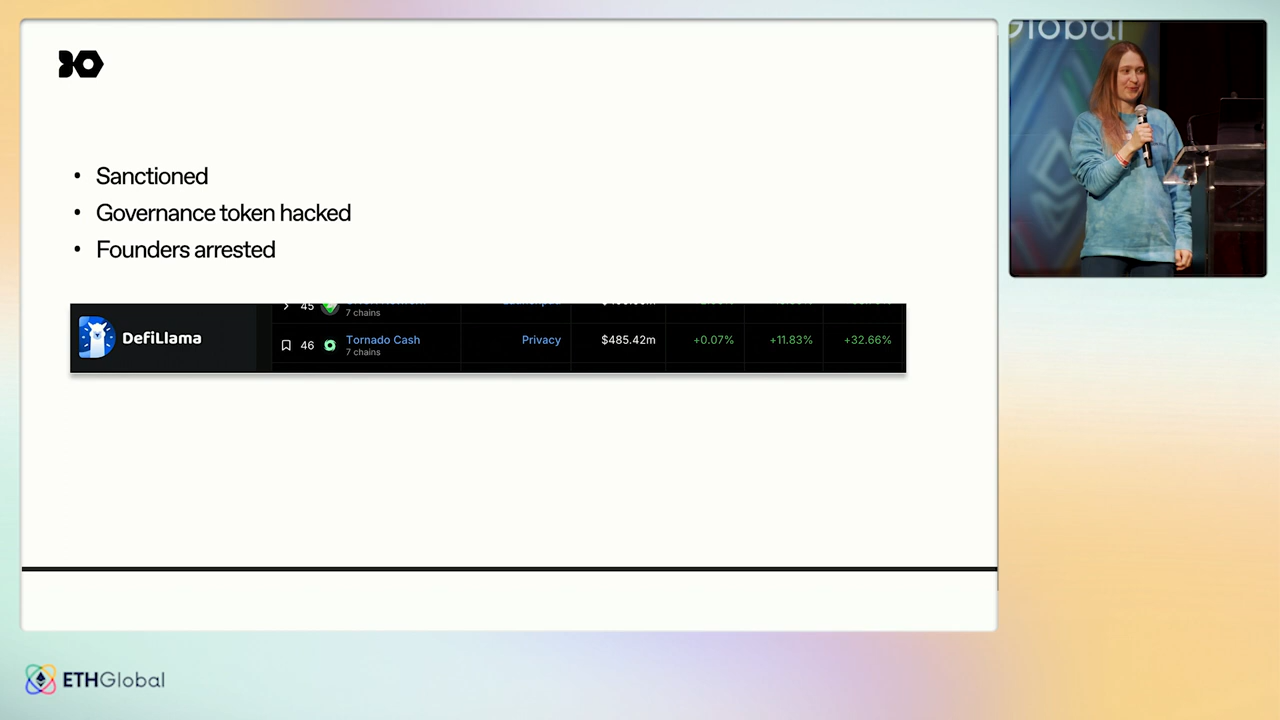 Sanctioned
Governance token hacked
Founders arrested
DefiLlama
45
7 chains
46 Tornado Cash Privacy $485.42m +0.07% +11.83% +32.66%
7 chains
Global
ETHGlobal